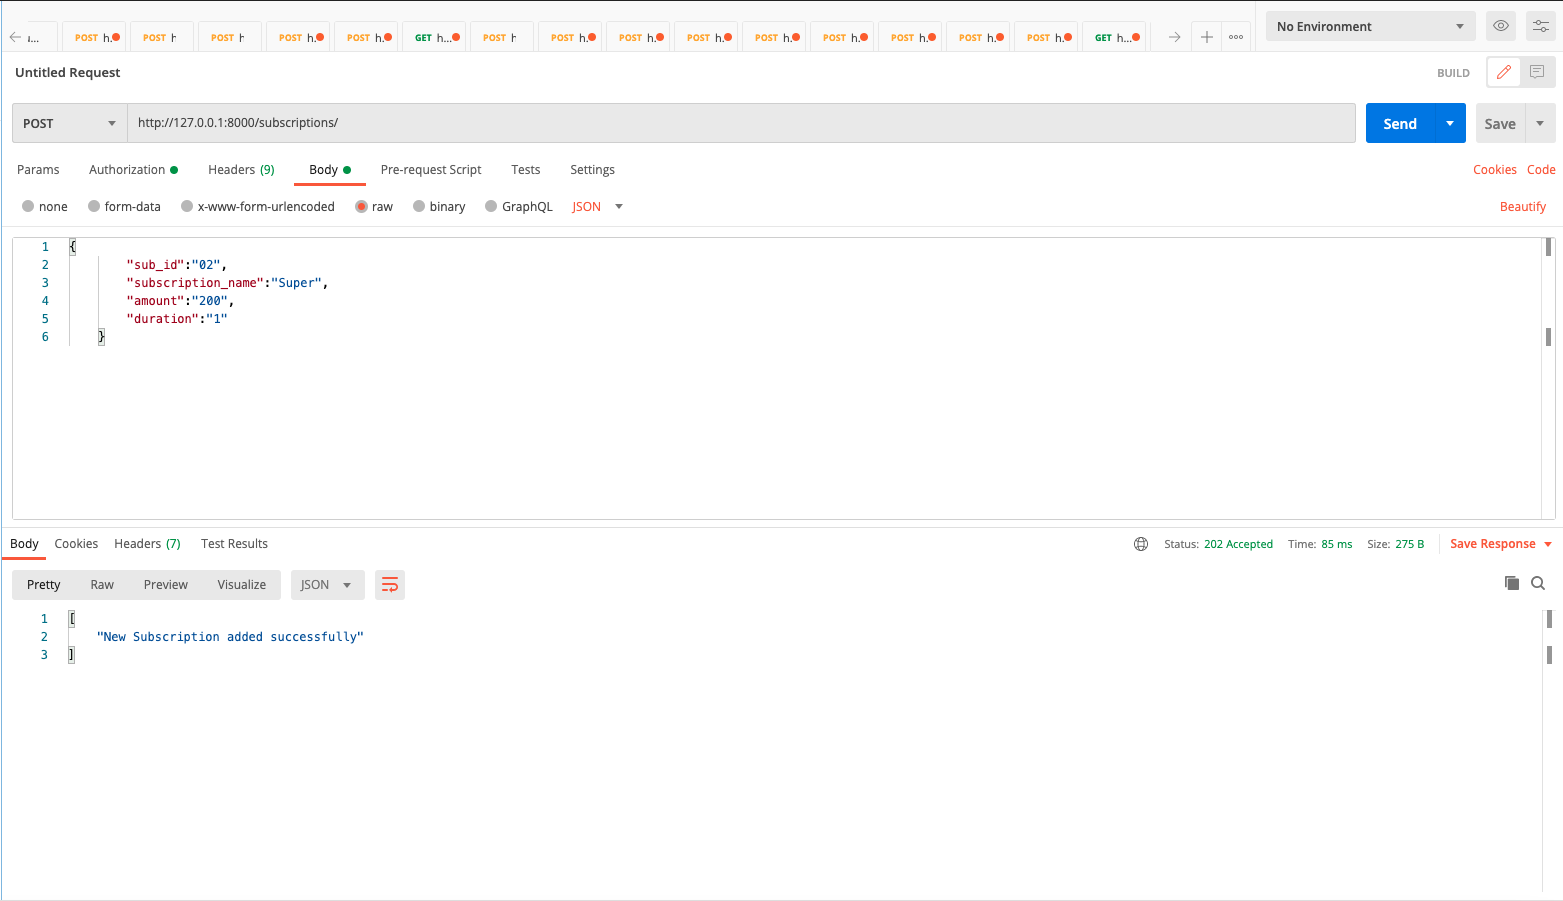 POST h. POST h POST h POST h. POST h. GET h... POST h POST h. POST h. POST h. POST h. POST h. POST h. POST h. POST h. GET h... No Environment
Untitled Request BUILD
POST http://127.0.0.1:8000/subscriptions/ Send Save
Params Authorization Headers (9) Body Pre-request Script Tests Settings Cookies Code
none form-data x-www-form-urlencoded raw binary GraphQL JSON Beautify
1 {
2 "sub_id":"02",
3 "subscription_name":"Super",
4 "amount":"200",
5 "duration":"1"
6 }
Body Cookies Headers (7) Test Results Status: 202 Accepted Time: 85 ms Size: 275 B Save Response
Pretty Raw Preview Visualize JSON
1 [
2 "New Subscription added successfully"
3 ]